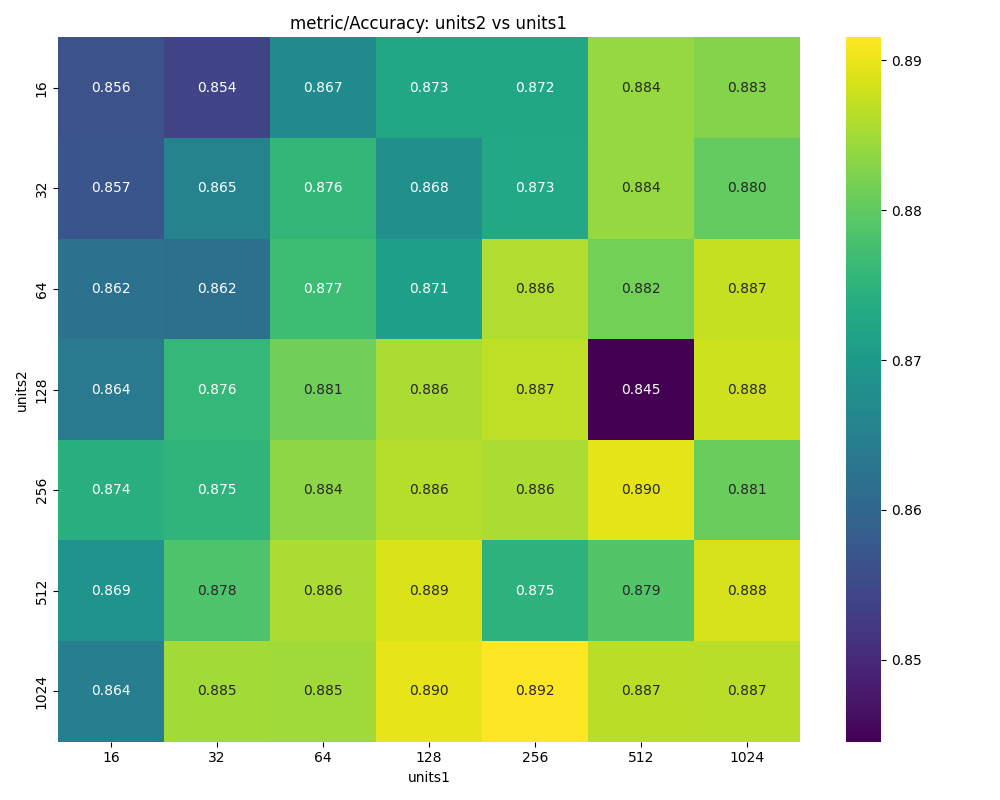 metric/Accuracy: units2 vs units1
units2
16 0.856 0.854 0.867 0.873 0.872 0.884 0.883
32 0.857 0.865 0.876 0.868 0.873 0.884 0.880
64 0.862 0.862 0.877 0.871 0.886 0.882 0.887
128 0.864 0.876 0.881 0.886 0.887 0.845 0.888
256 0.874 0.875 0.884 0.886 0.886 0.890 0.881
512 0.869 0.878 0.886 0.889 0.875 0.879 0.888
1024 0.864 0.885 0.885 0.890 0.892 0.887 0.887
16 32 64 128 256 512 1024
units1
0.89
0.88
0.87
0.86
0.85